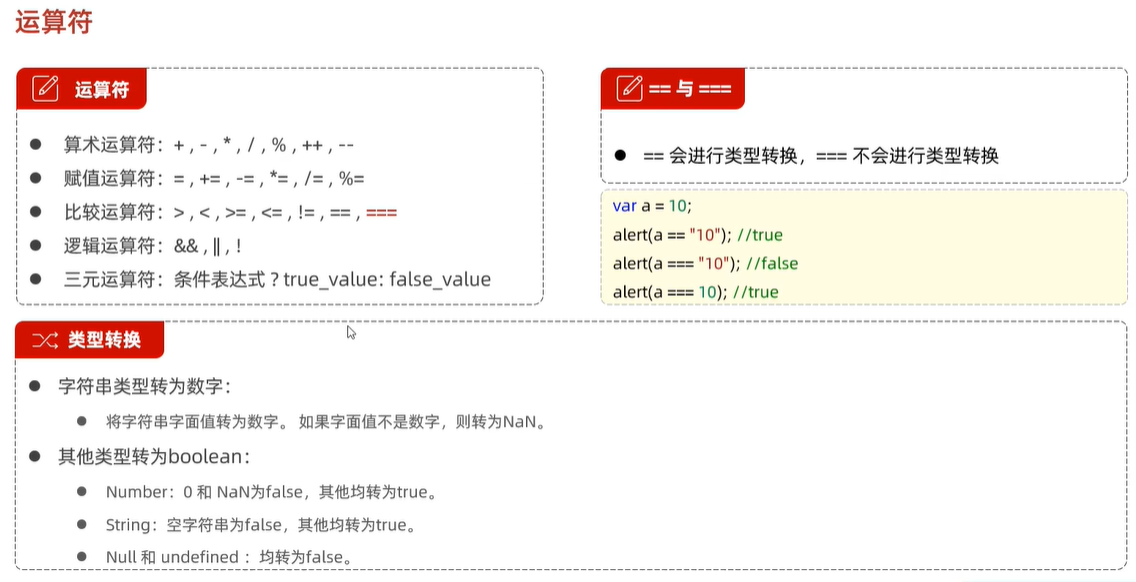 运算符
运算符
算术运算符：+ , - , * , / , % , ++ , --
赋值运算符：= , += , -= , *= , /= , %=
比较运算符：> , < , >= , <= , != , == , ===
逻辑运算符：&& , || , !
三元运算符：条件表达式 ? true_value: false_value
== 与 ===
== 会进行类型转换，=== 不会进行类型转换
var a = 10;
alert(a == "10"); //true
alert(a === "10"); //false
alert(a === 10); //true
类型转换
字符串类型转为数字：
将字符串字面值转为数字。 如果字面值不是数字，则转为NaN。
其他类型转为boolean：
Number：0 和 NaN为false，其他均转为true。
String：空字符串为false，其他均转为true。
Null 和 undefined ：均转为false。